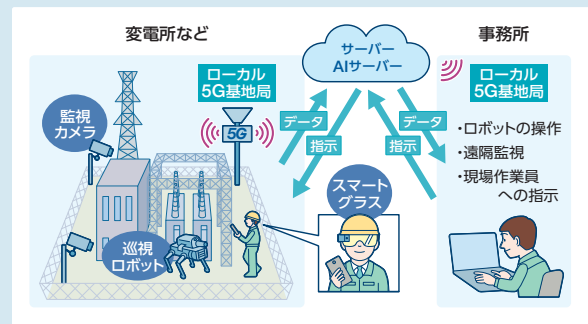 変電所など
サーバー
AIサーバー
事務所
ローカル
5G基地局
ローカル
5G基地局
監視
カメラ
5G
データ
指示
データ
指示
・ロボットの操作
・遠隔監視
・現場作業員
への指示
スマート
グラス
巡視
ロボット